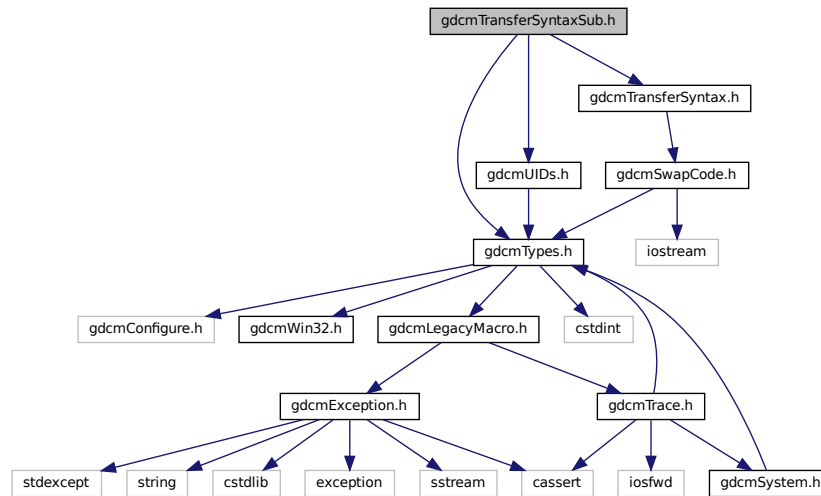 gdcmTransferSyntaxSub.h
gdcmTransferSyntax.h
gdcmUIDs.h
gdcmSwapCode.h
gdcmTypes.h
iostream
gdcmConfigure.h
gdcmWin32.h
gdcmLegacyMacro.h
cstdint
gdcmException.h
gdcmTrace.h
stdexcept
string
cstdlib
exception
sstream
cassert
iosfwd
gdcmSystem.h